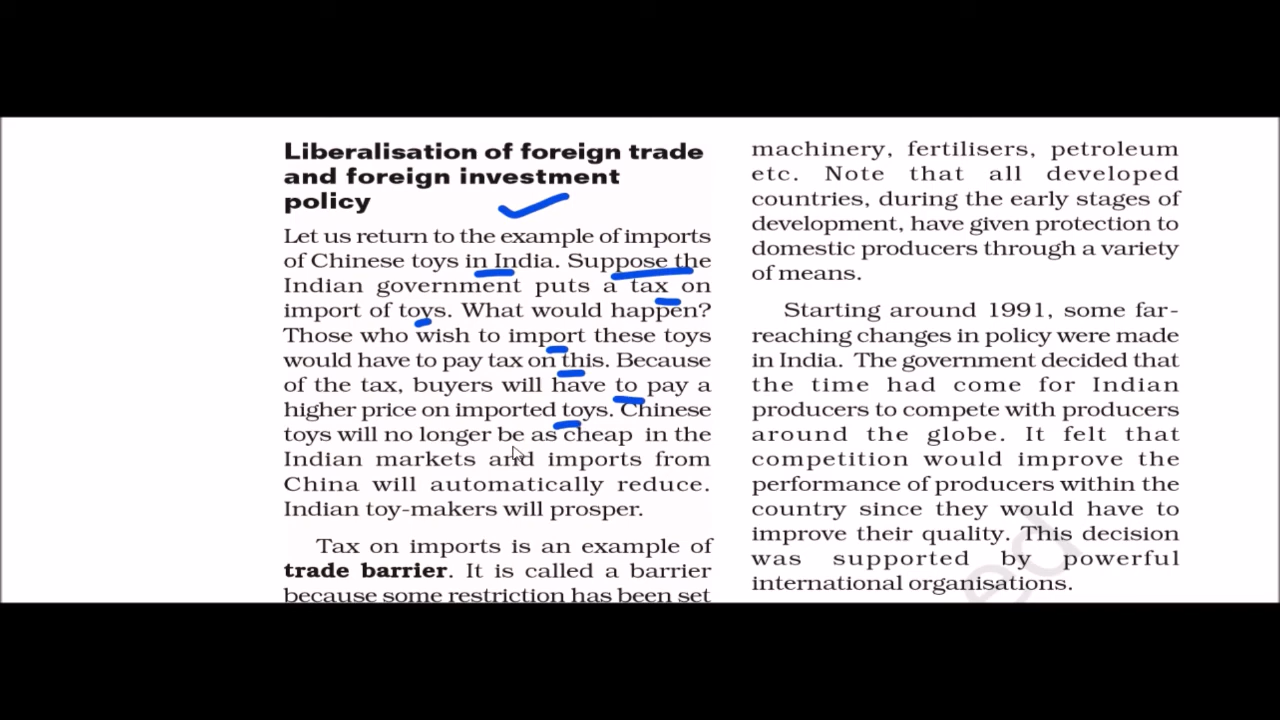 Liberalisation of foreign trade
and foreign investment
policy
Let us return to the example of imports
of Chinese toys in India. Suppose the
Indian government puts a tax on
import of toys. What would happen?
Those who wish to import these toys
would have to pay tax on this. Because
of the tax, buyers will have to pay a
higher price on imported toys. Chinese
toys will no longer be as cheap in the
Indian markets and imports from
China will automatically reduce.
Indian toy-makers will prosper.
Tax on imports is an example of
trade barrier. It is called a barrier
because some restriction has been set
machinery, fertilisers, petroleum
etc. Note that all developed
countries, during the early stages of
development, have given protection to
domestic producers through a variety
of means.
Starting around 1991, some far-
reaching changes in policy were made
in India. The government decided that
the time had come for Indian
producers to compete with producers
around the globe. It felt that
competition would improve the
performance of producers within the
country since they would have to
improve their quality. This decision
was supported by powerful
international organisations.
ed